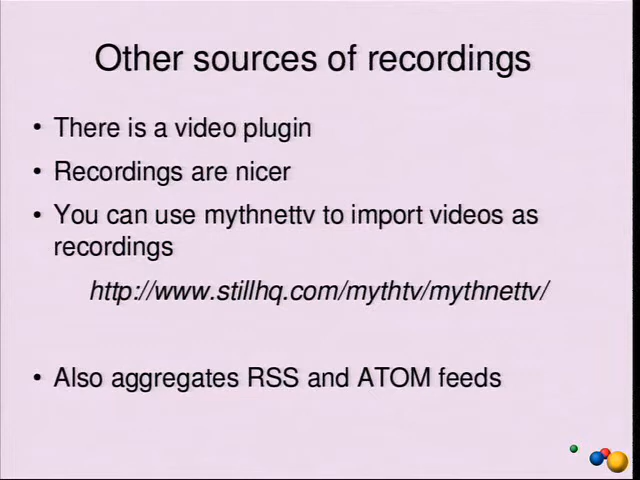 Other sources of recordings
• There is a video plugin
• Recordings are nicer
• You can use mythnettv to import videos as
recordings
http://www.stillhq.com/mythtv/mythnettv/
• Also aggregates RSS and ATOM feeds